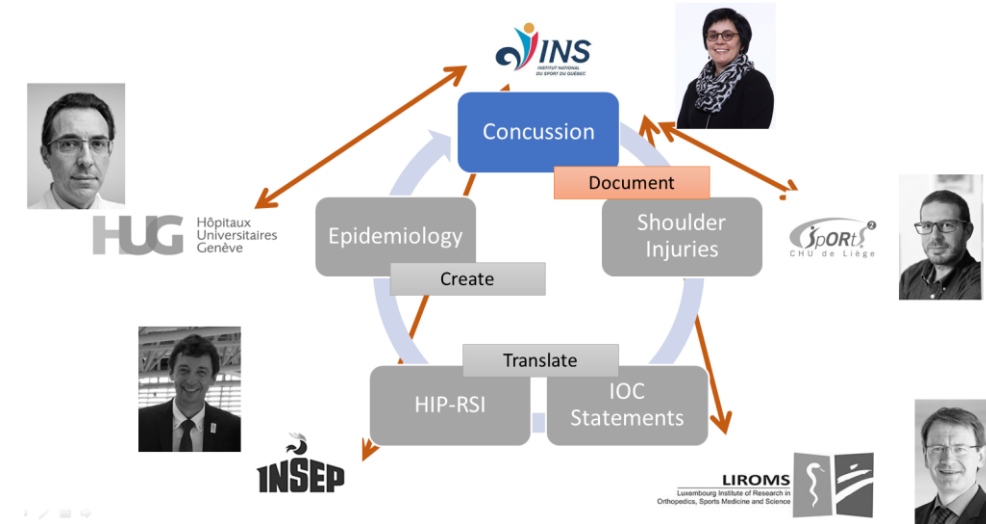 INS
INSTITUT NATIONAL
DU SPORT DU QUÉBEC
Concussion
Document
HUG
Hôpitaux
Universitaires
Genève
Epidemiology
Shoulder
Injuries
SpORtS²
CHU de Liège
Create
Translate
HIP-RSI
IOC
Statements
INSEP
LIROMS
Luxembourg Institute of Research in
Orthopedics, Sports Medicine and Science